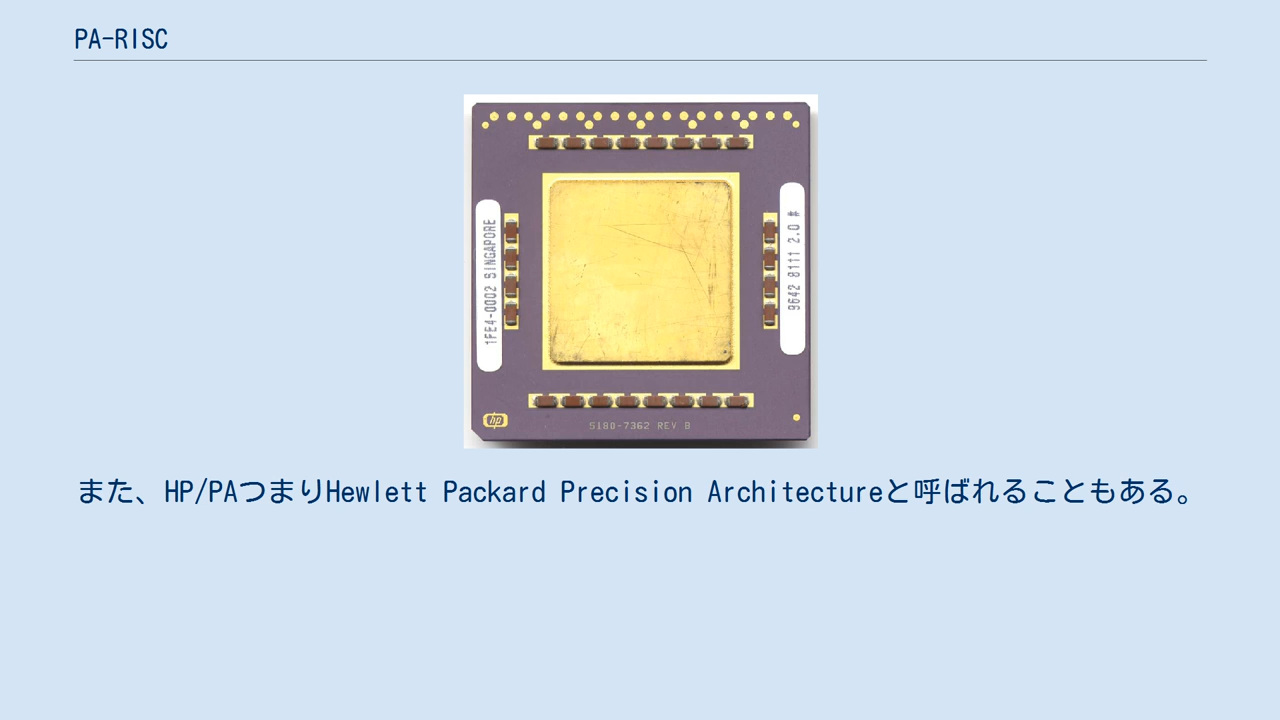 PA-RISC
1FE4-0002 SINGAPORE
9642 8111 2.0 #
hp
5180-7362 REV B
また、HP/PAつまりHewlett Packard Precision Architectureと呼ばれることもある。